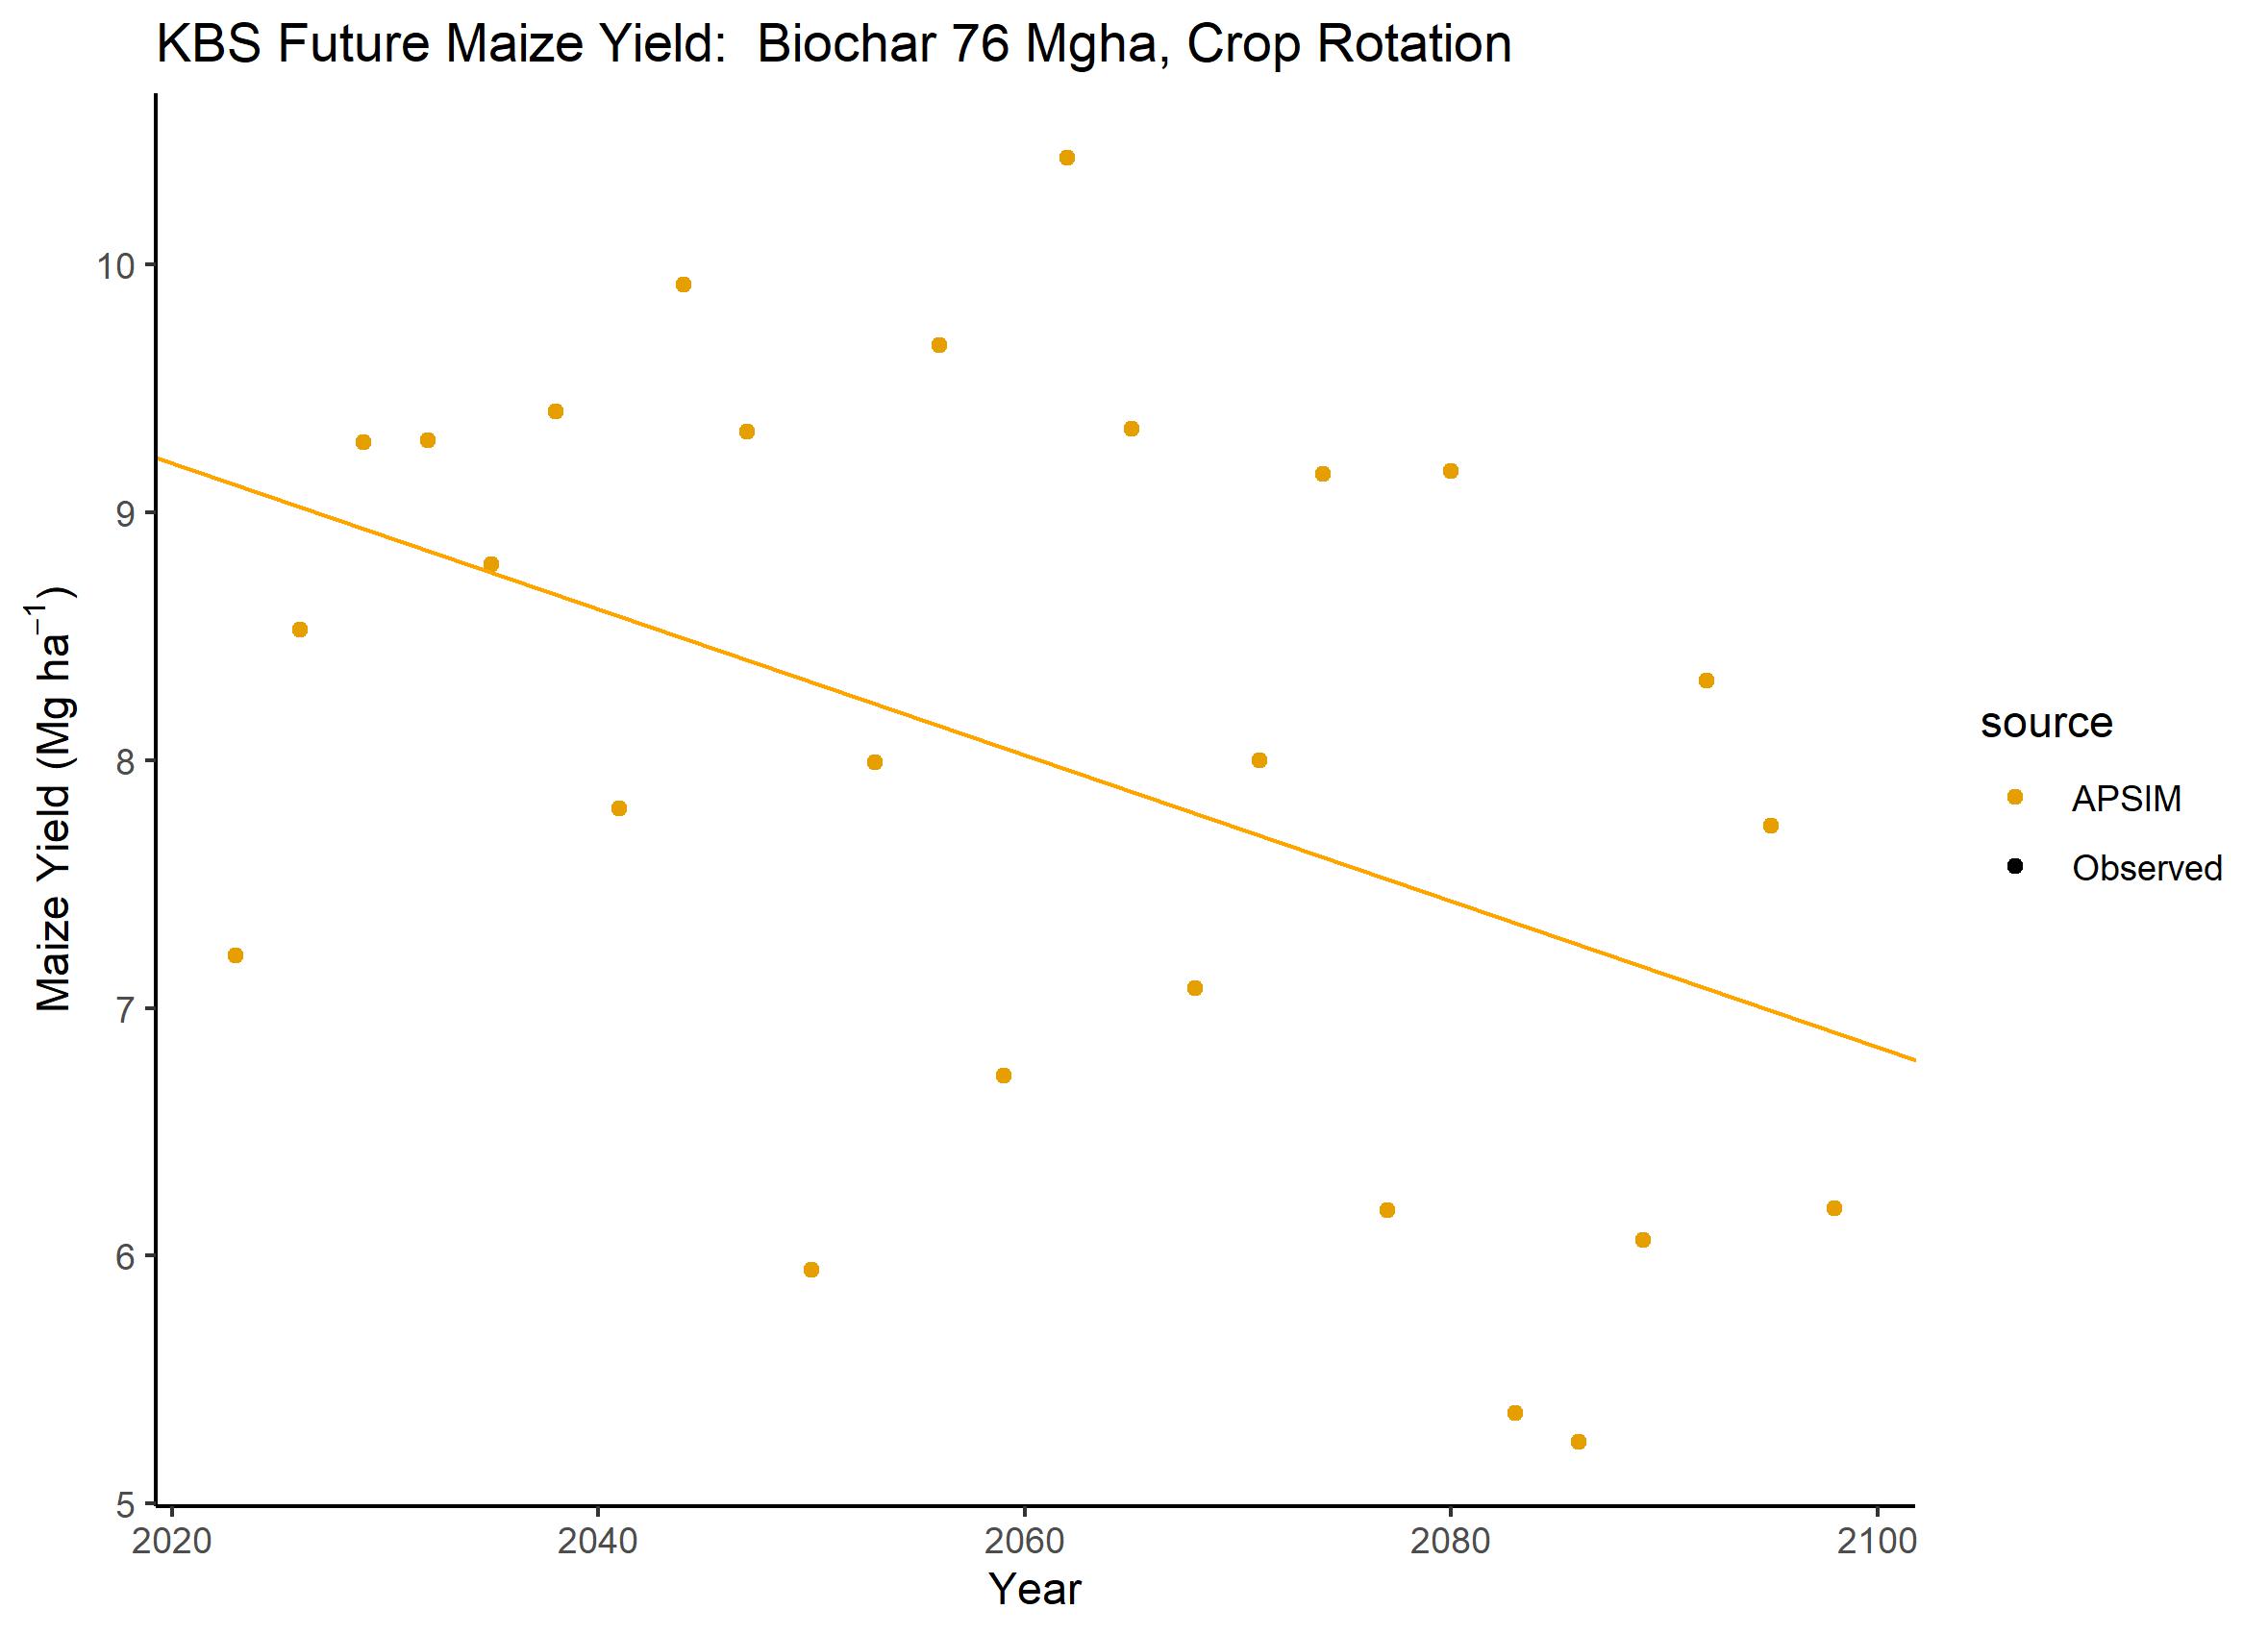 KBS Future Maize Yield:  Biochar 76 Mgha, Crop Rotation
Maize Yield (Mg ha⁻¹)
10
9
8
7
6
5
2020 2040 2060 2080 2100
Year
source
APSIM
Observed